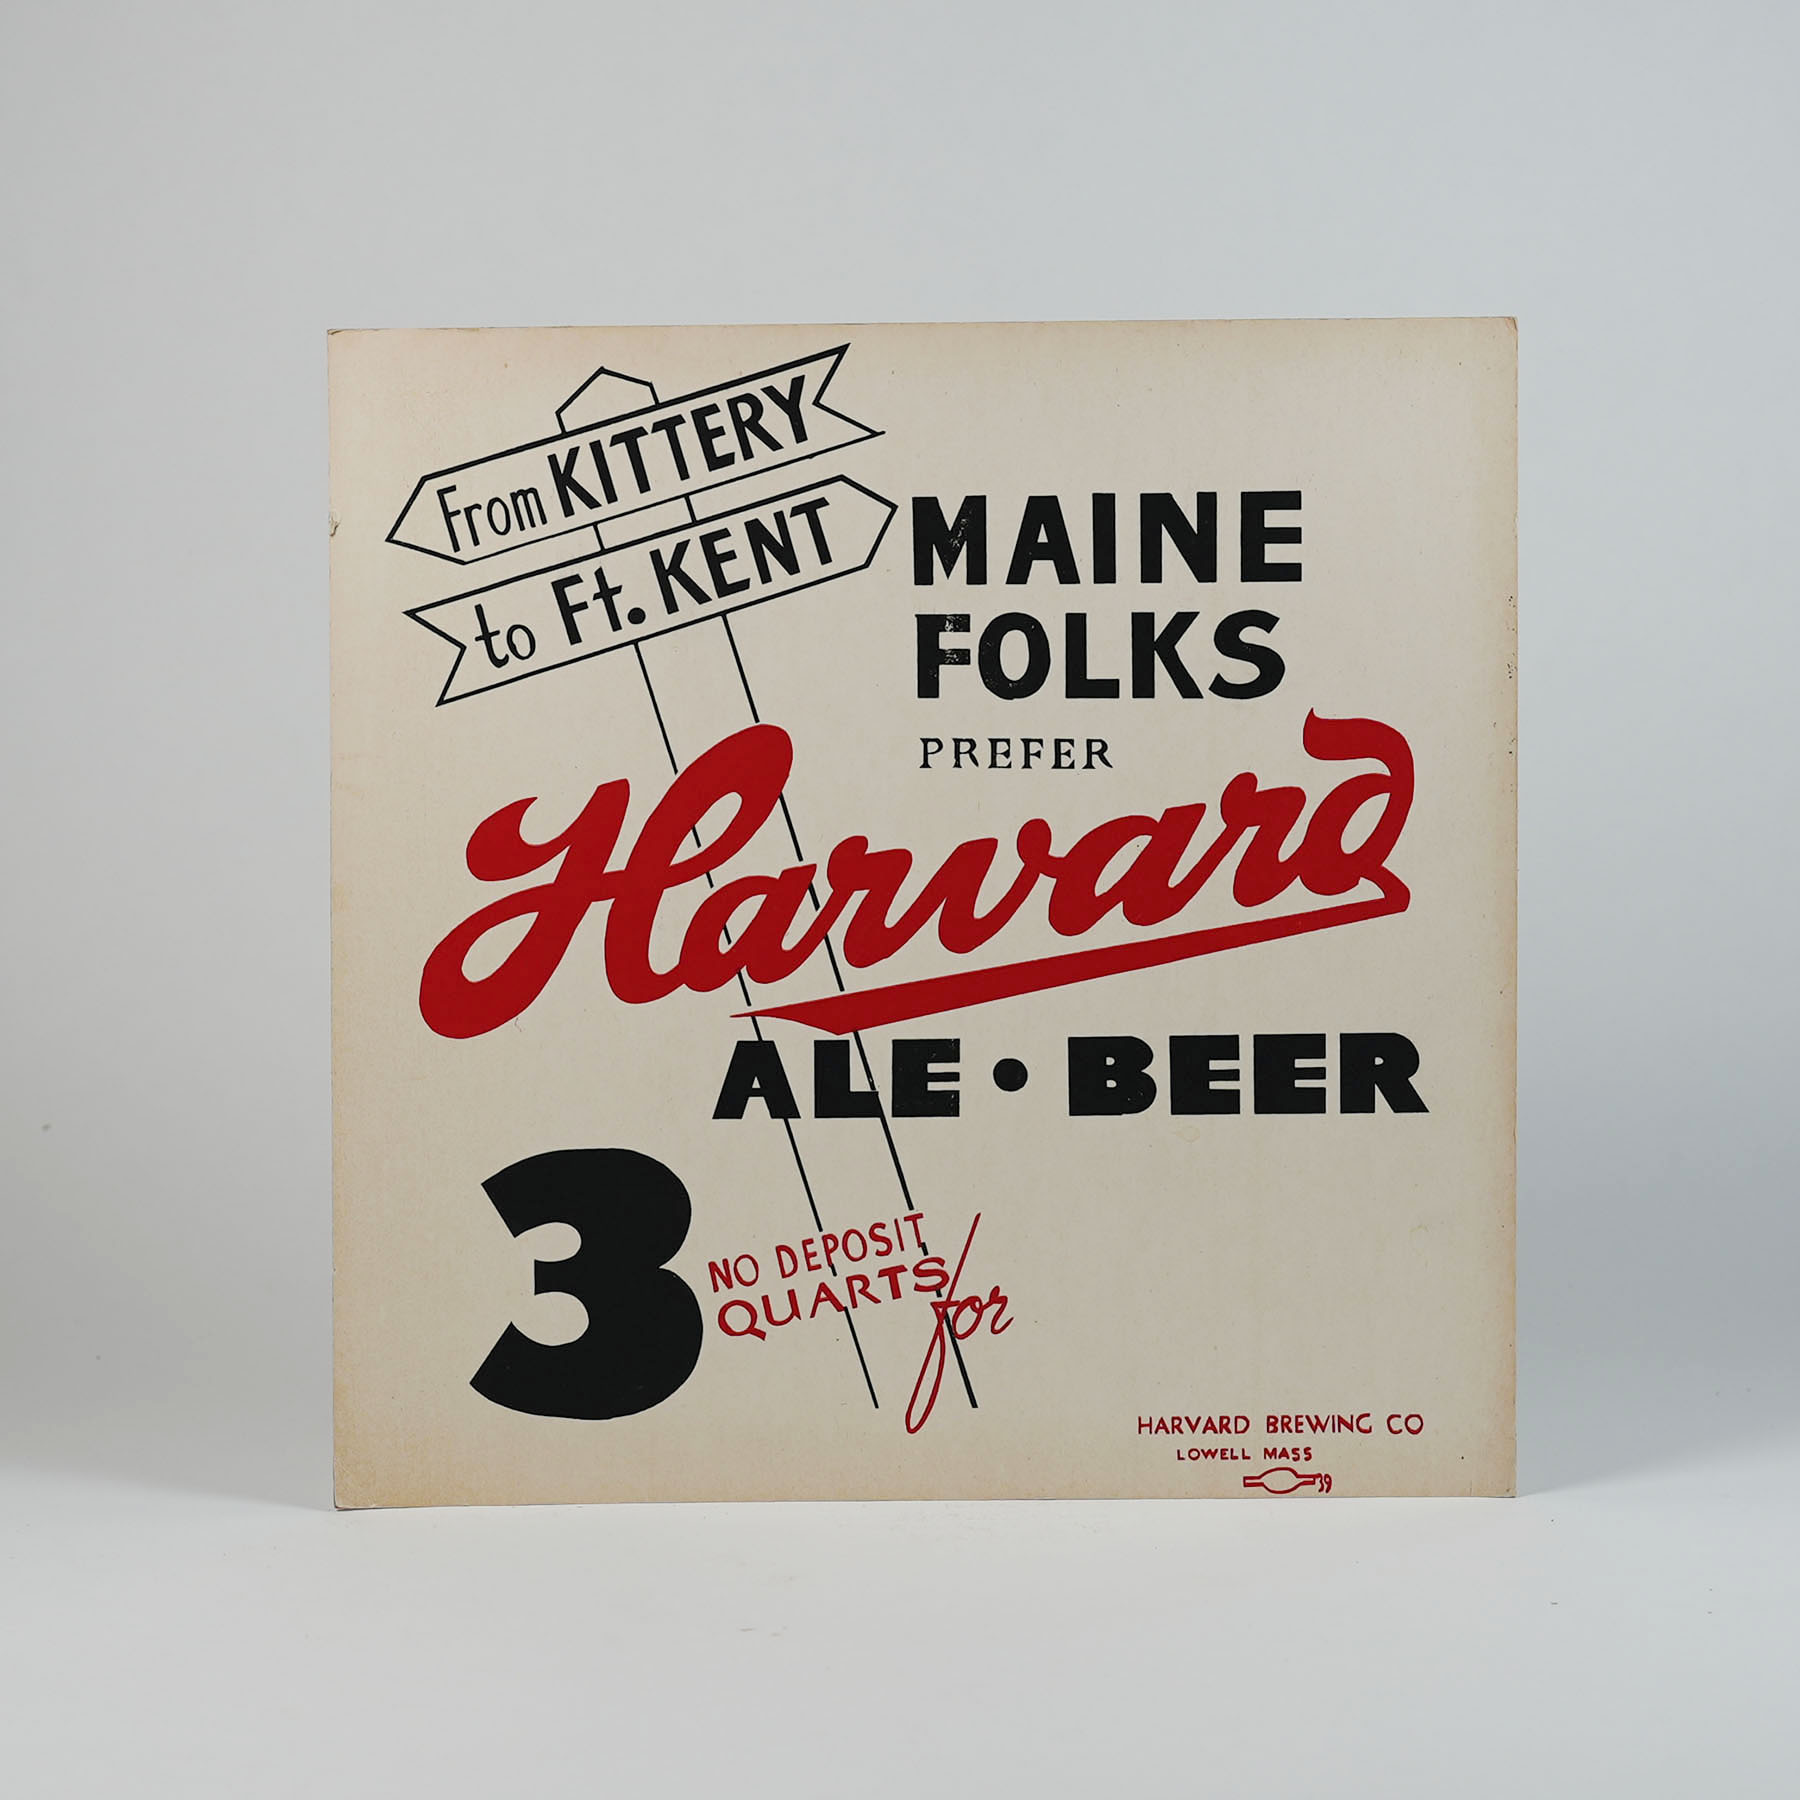 From KITTERY
to Ft. KENT
MAINE
FOLKS
PREFER
Harvard
ALE • BEER
3 NO DEPOSIT
QUARTS for
HARVARD BREWING CO
LOWELL MASS
39